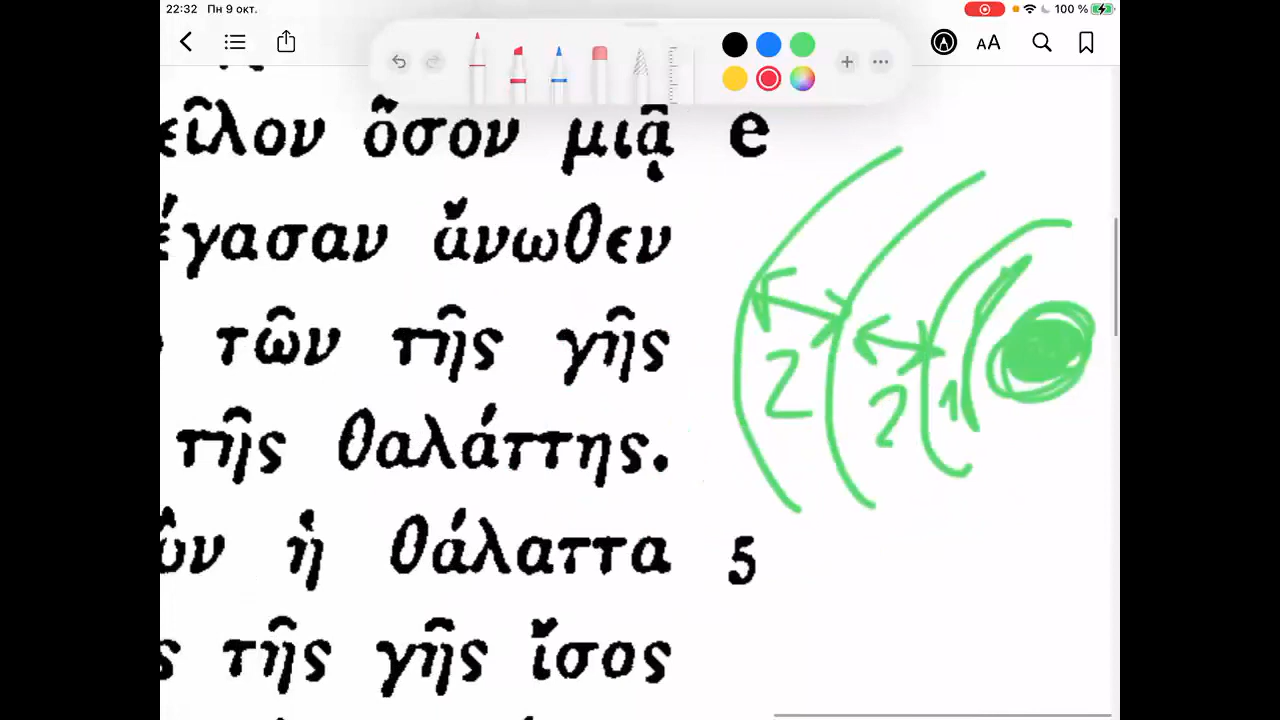 22:32 Пн 9 окт. 100 %
AA
εῖλον ὅσον μιᾷ e
έγασαν ἄνωθεν
τῶν τῆς γῆς
τῆς θαλάττης.
ῶν ἡ θάλαττα 5
ς τῆς γῆς ἴσος
2 2 1